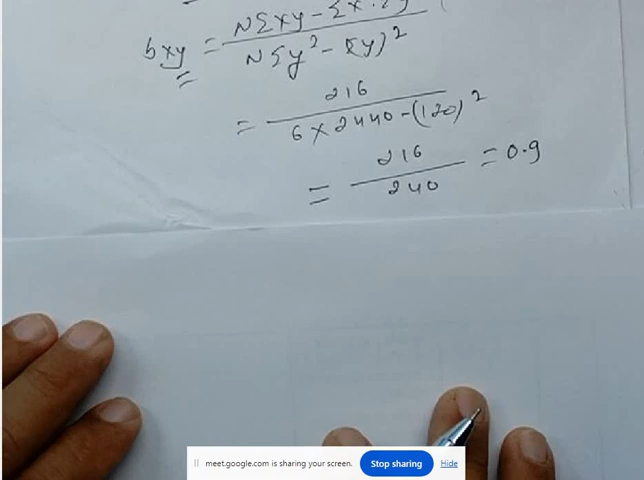 bxy = NΣxy - Σx.Σy / NΣy² - (Σy)²
= 216 / 6 × 2440 - (120)²
= 216 / 240 = 0.9
meet.google.com is sharing your screen. Stop sharing Hide